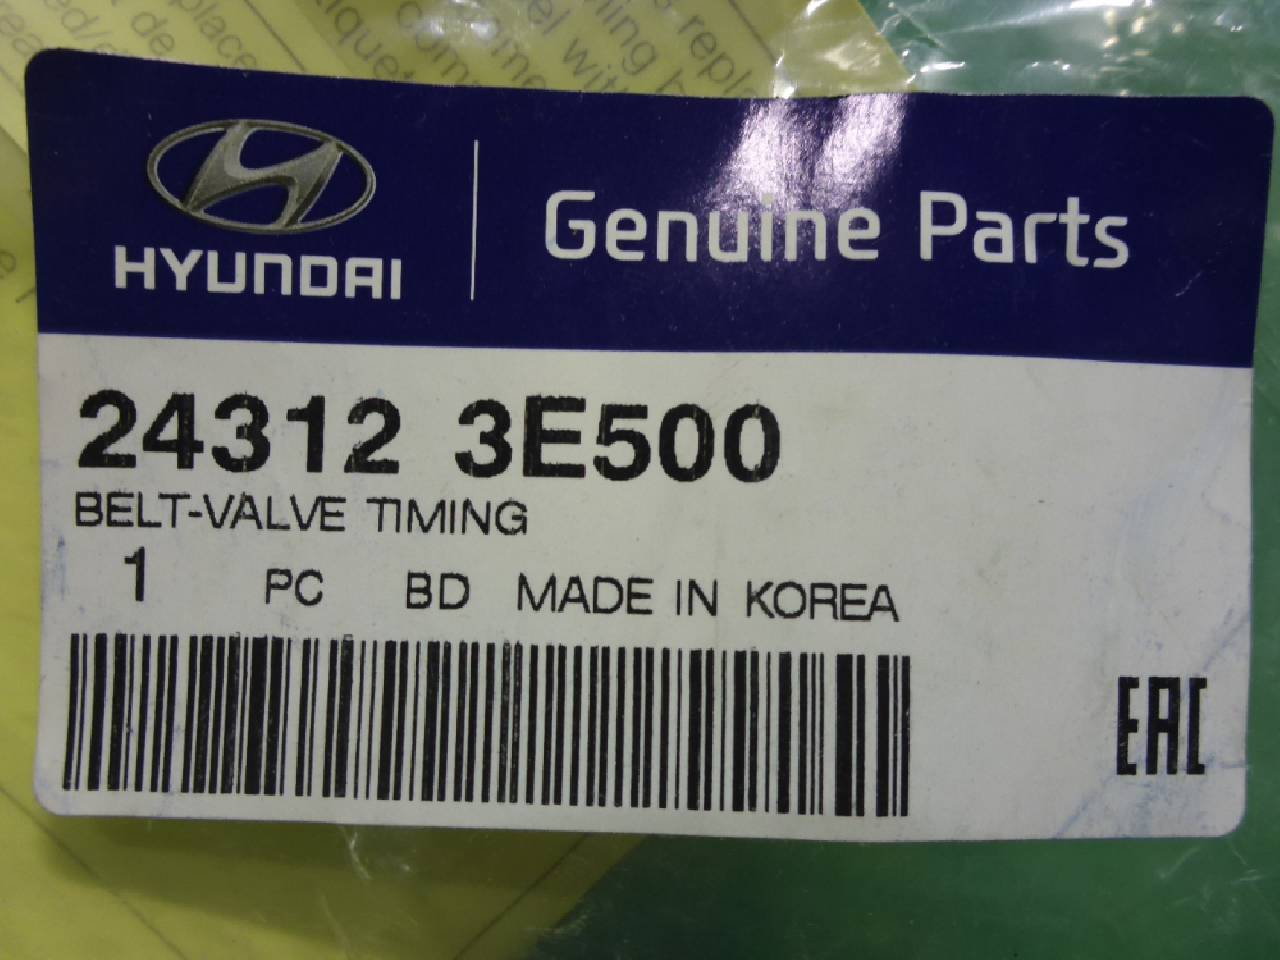 HYUNDAI
Genuine Parts
24312 3E500
BELT-VALVE TIMING
1 PC BD MADE IN KOREA
EAC